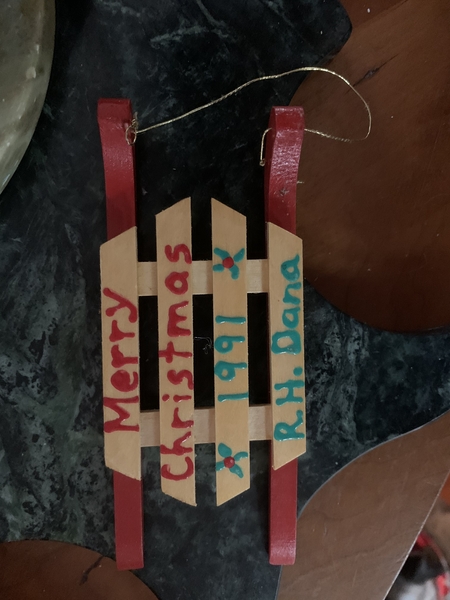 Merry
Christmas
1991
R.H. Dana